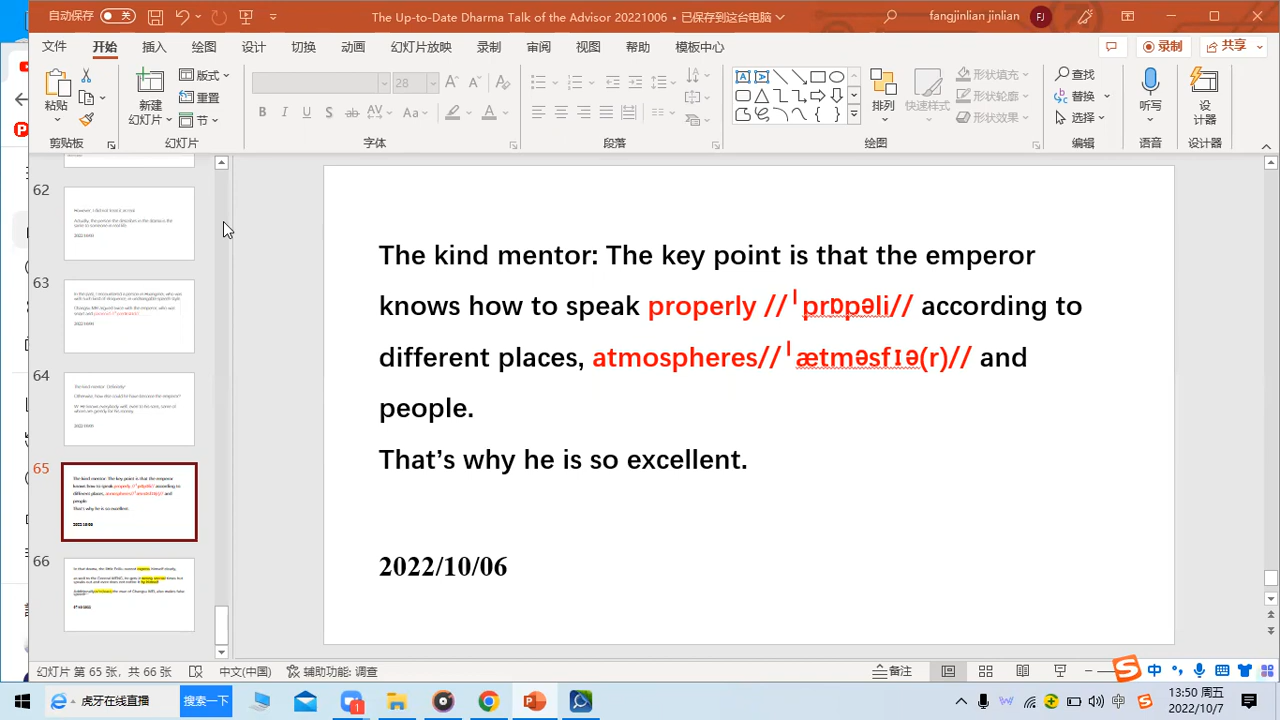 自动保存 关 The Up-to-date Dharma Treasure of the Advisor 20221006 • 已保存到这台电脑 fangjinlian jinlian FJ
文件 开始 插入 绘图 设计 切换 动画 幻灯片放映 录制 审阅 视图 帮助 模板中心 录制 共享
粘贴 新建 幻灯片 版式 重置 节 28 排列 快速样式 形状填充 形状轮廓 形状效果 查找 替换 选择 听写 设计器
剪贴板 幻灯片 字体 段落 绘图 编辑 语音 设计器
62
63
64
65
66
The kind mentor: The key point is that the emperor
knows how to speak properly //╵prɒpəli// according to
different places, atmospheres//╵ætməsfɪə(r)// and
people.
That's why he is so excellent.
2022/10/06
幻灯片 第 65 张，共 66 张 中文(中国) 辅助功能: 调查 备注 中
虎牙在线直播 搜索一下 1 中 13:50 周五
2022/10/7